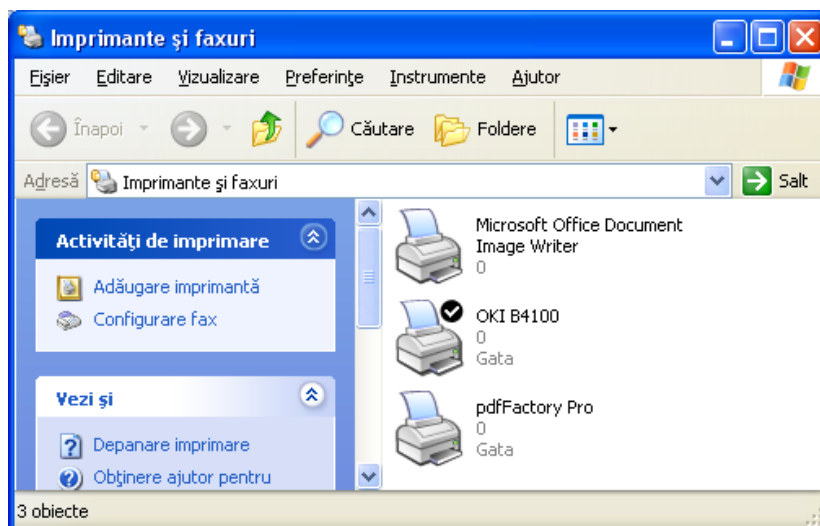 Imprimante şi faxuri
Fişier Editare Vizualizare Preferinţe Instrumente Ajutor
Înapoi Căutare Foldere
Adresă Imprimante şi faxuri Salt
Activităţi de imprimare
Adăugare imprimantă
Configurare fax
Vezi şi
Depanare imprimare
Obţinere ajutor pentru
Microsoft Office Document
Image Writer
0
OKI B4100
0
Gata
pdfFactory Pro
0
Gata
3 obiecte